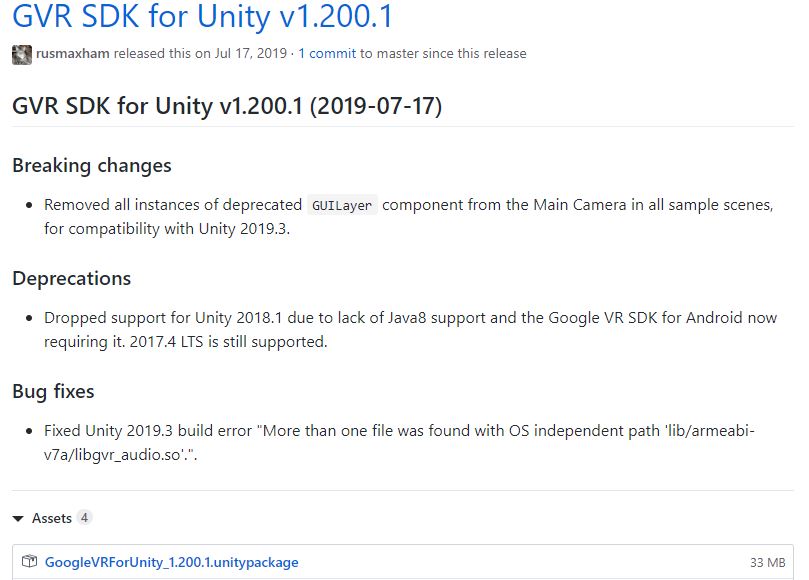 GVR SDK for Unity v1.200.1
rusmaxham released this on Jul 17, 2019 · 1 commit to master since this release
GVR SDK for Unity v1.200.1 (2019-07-17)
Breaking changes
• Removed all instances of deprecated GUILayer component from the Main Camera in all sample scenes,
for compatibility with Unity 2019.3.
Deprecations
• Dropped support for Unity 2018.1 due to lack of Java8 support and the Google VR SDK for Android now
requiring it. 2017.4 LTS is still supported.
Bug fixes
• Fixed Unity 2019.3 build error "More than one file was found with OS independent path 'lib/armeabi-
v7a/libgvr_audio.so'.".
Assets 4
GoogleVRForUnity_1.200.1.unitypackage 33 MB